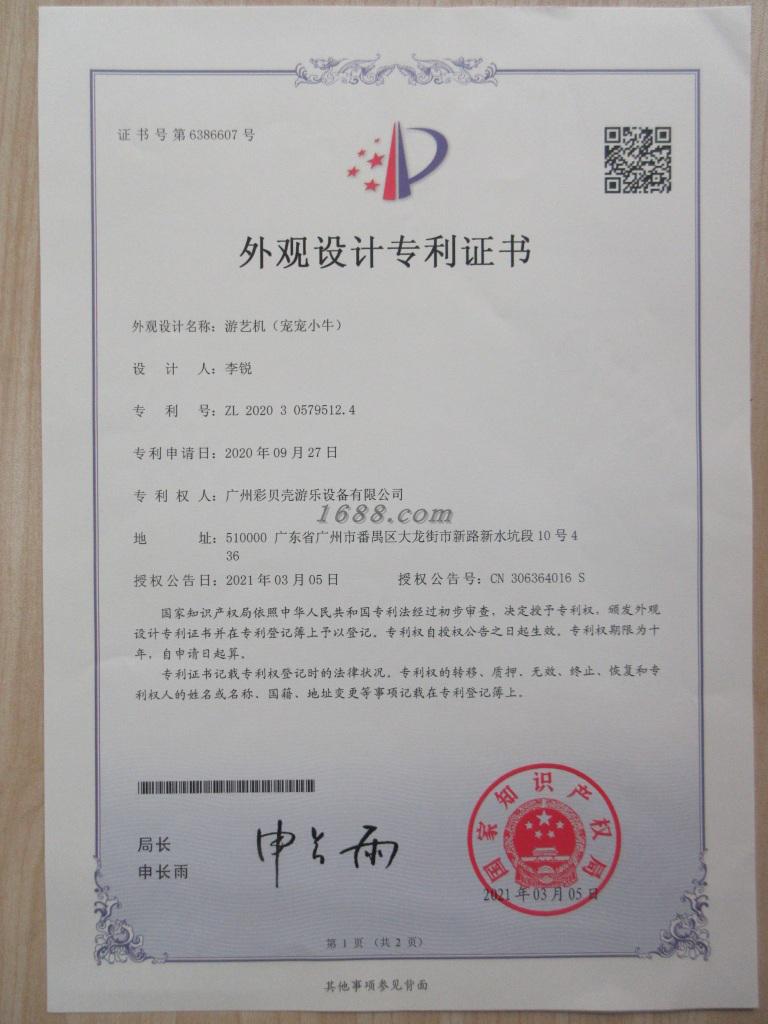 证书号第6386607号
外观设计专利证书
外观设计名称：游艺机（宠宠小牛）
设计人：李锐
专利号：ZL 2020 3 0579512.4
专利申请日：2020年09月27日
专利权人：广州彩贝壳游乐设备有限公司
1688.com
地址：510000 广东省广州市番禺区大龙街市新路新水坑段10号4
36
授权公告日：2021年03月05日 授权公告号：CN 306364016 S
国家知识产权局依照中华人民共和国专利法经过初步审查，决定授予专利权，颁发外观
设计专利证书并在专利登记簿上予以登记。专利权自授权公告之日起生效。专利权期限为十
年，自申请日起算。
专利证书记载专利权登记时的法律状况。专利权的转移、质押、无效、终止、恢复和专
利权人的姓名或名称、国籍、地址变更等事项记载在专利登记簿上。
局长
申长雨
申长雨
国家知识产权局
2021年03月05日
第1页（共2页）
其他事项参见背面